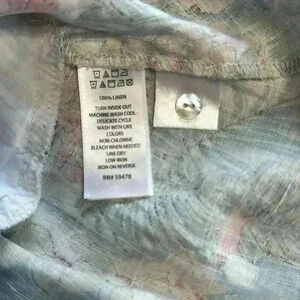 100% LINEN
TURN INSIDE OUT
MACHINE WASH COOL-
DELICATE CYCLE
WASH WITH LIKE
COLORS
NON-CHLORINE
BLEACH WHEN NEEDED
LINE DRY
LOW IRON
IRON ON REVERSE
RN# 59478